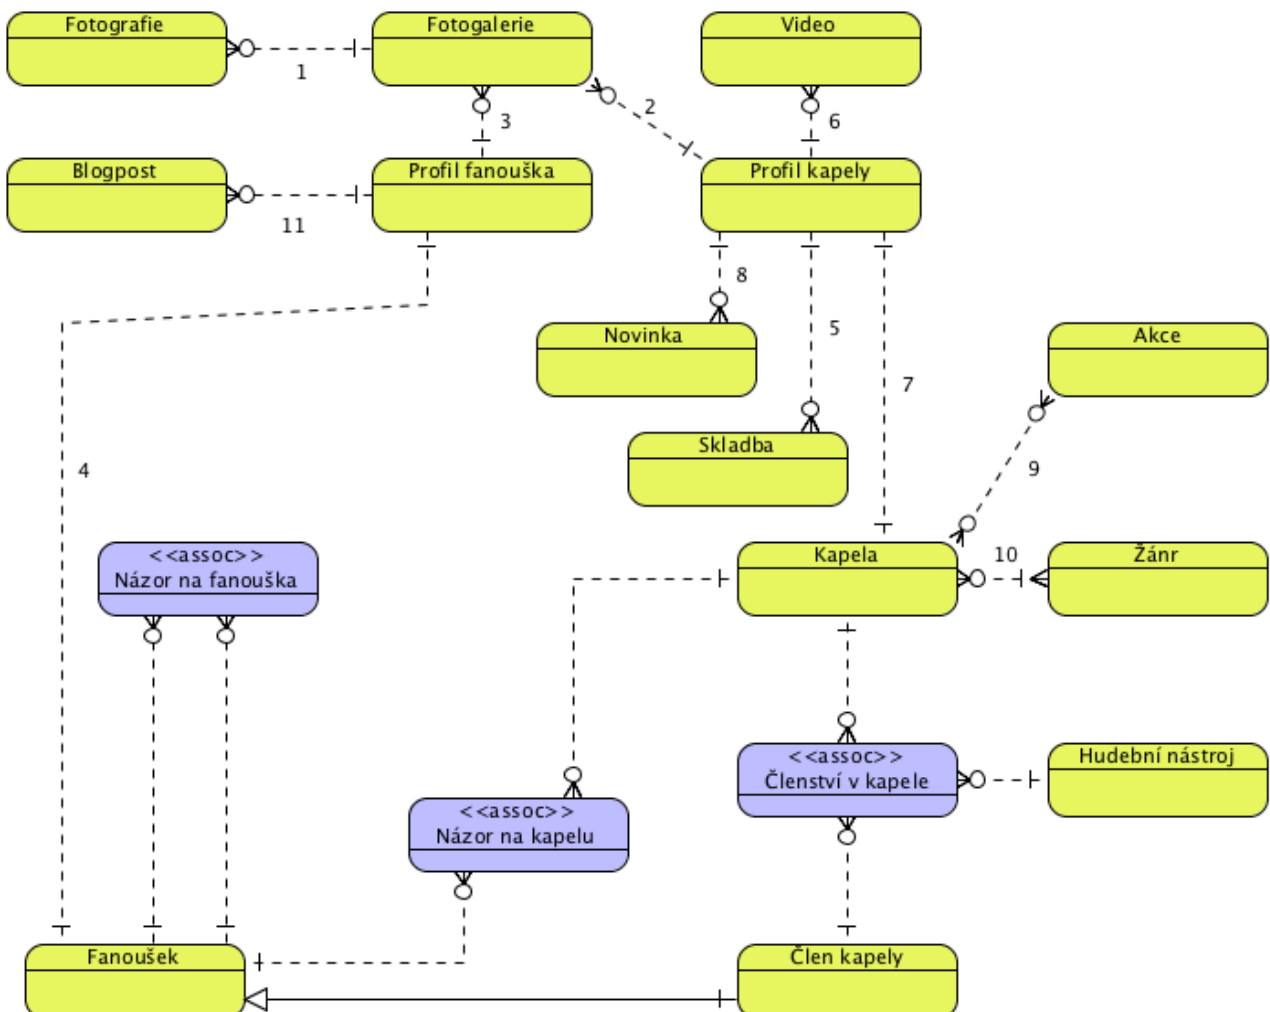 Fotografie
Fotogalerie
Video
1
2
3
6
Blogpost
Profil fanouška
Profil kapely
11
8
5
Novinka
Akce
7
Skladba
4
9
<<assoc>>
Názor na fanouška
Kapela
10
Žánr
<<assoc>>
Členství v kapele
Hudební nástroj
<<assoc>>
Názor na kapelu
Fanoušek
Člen kapely